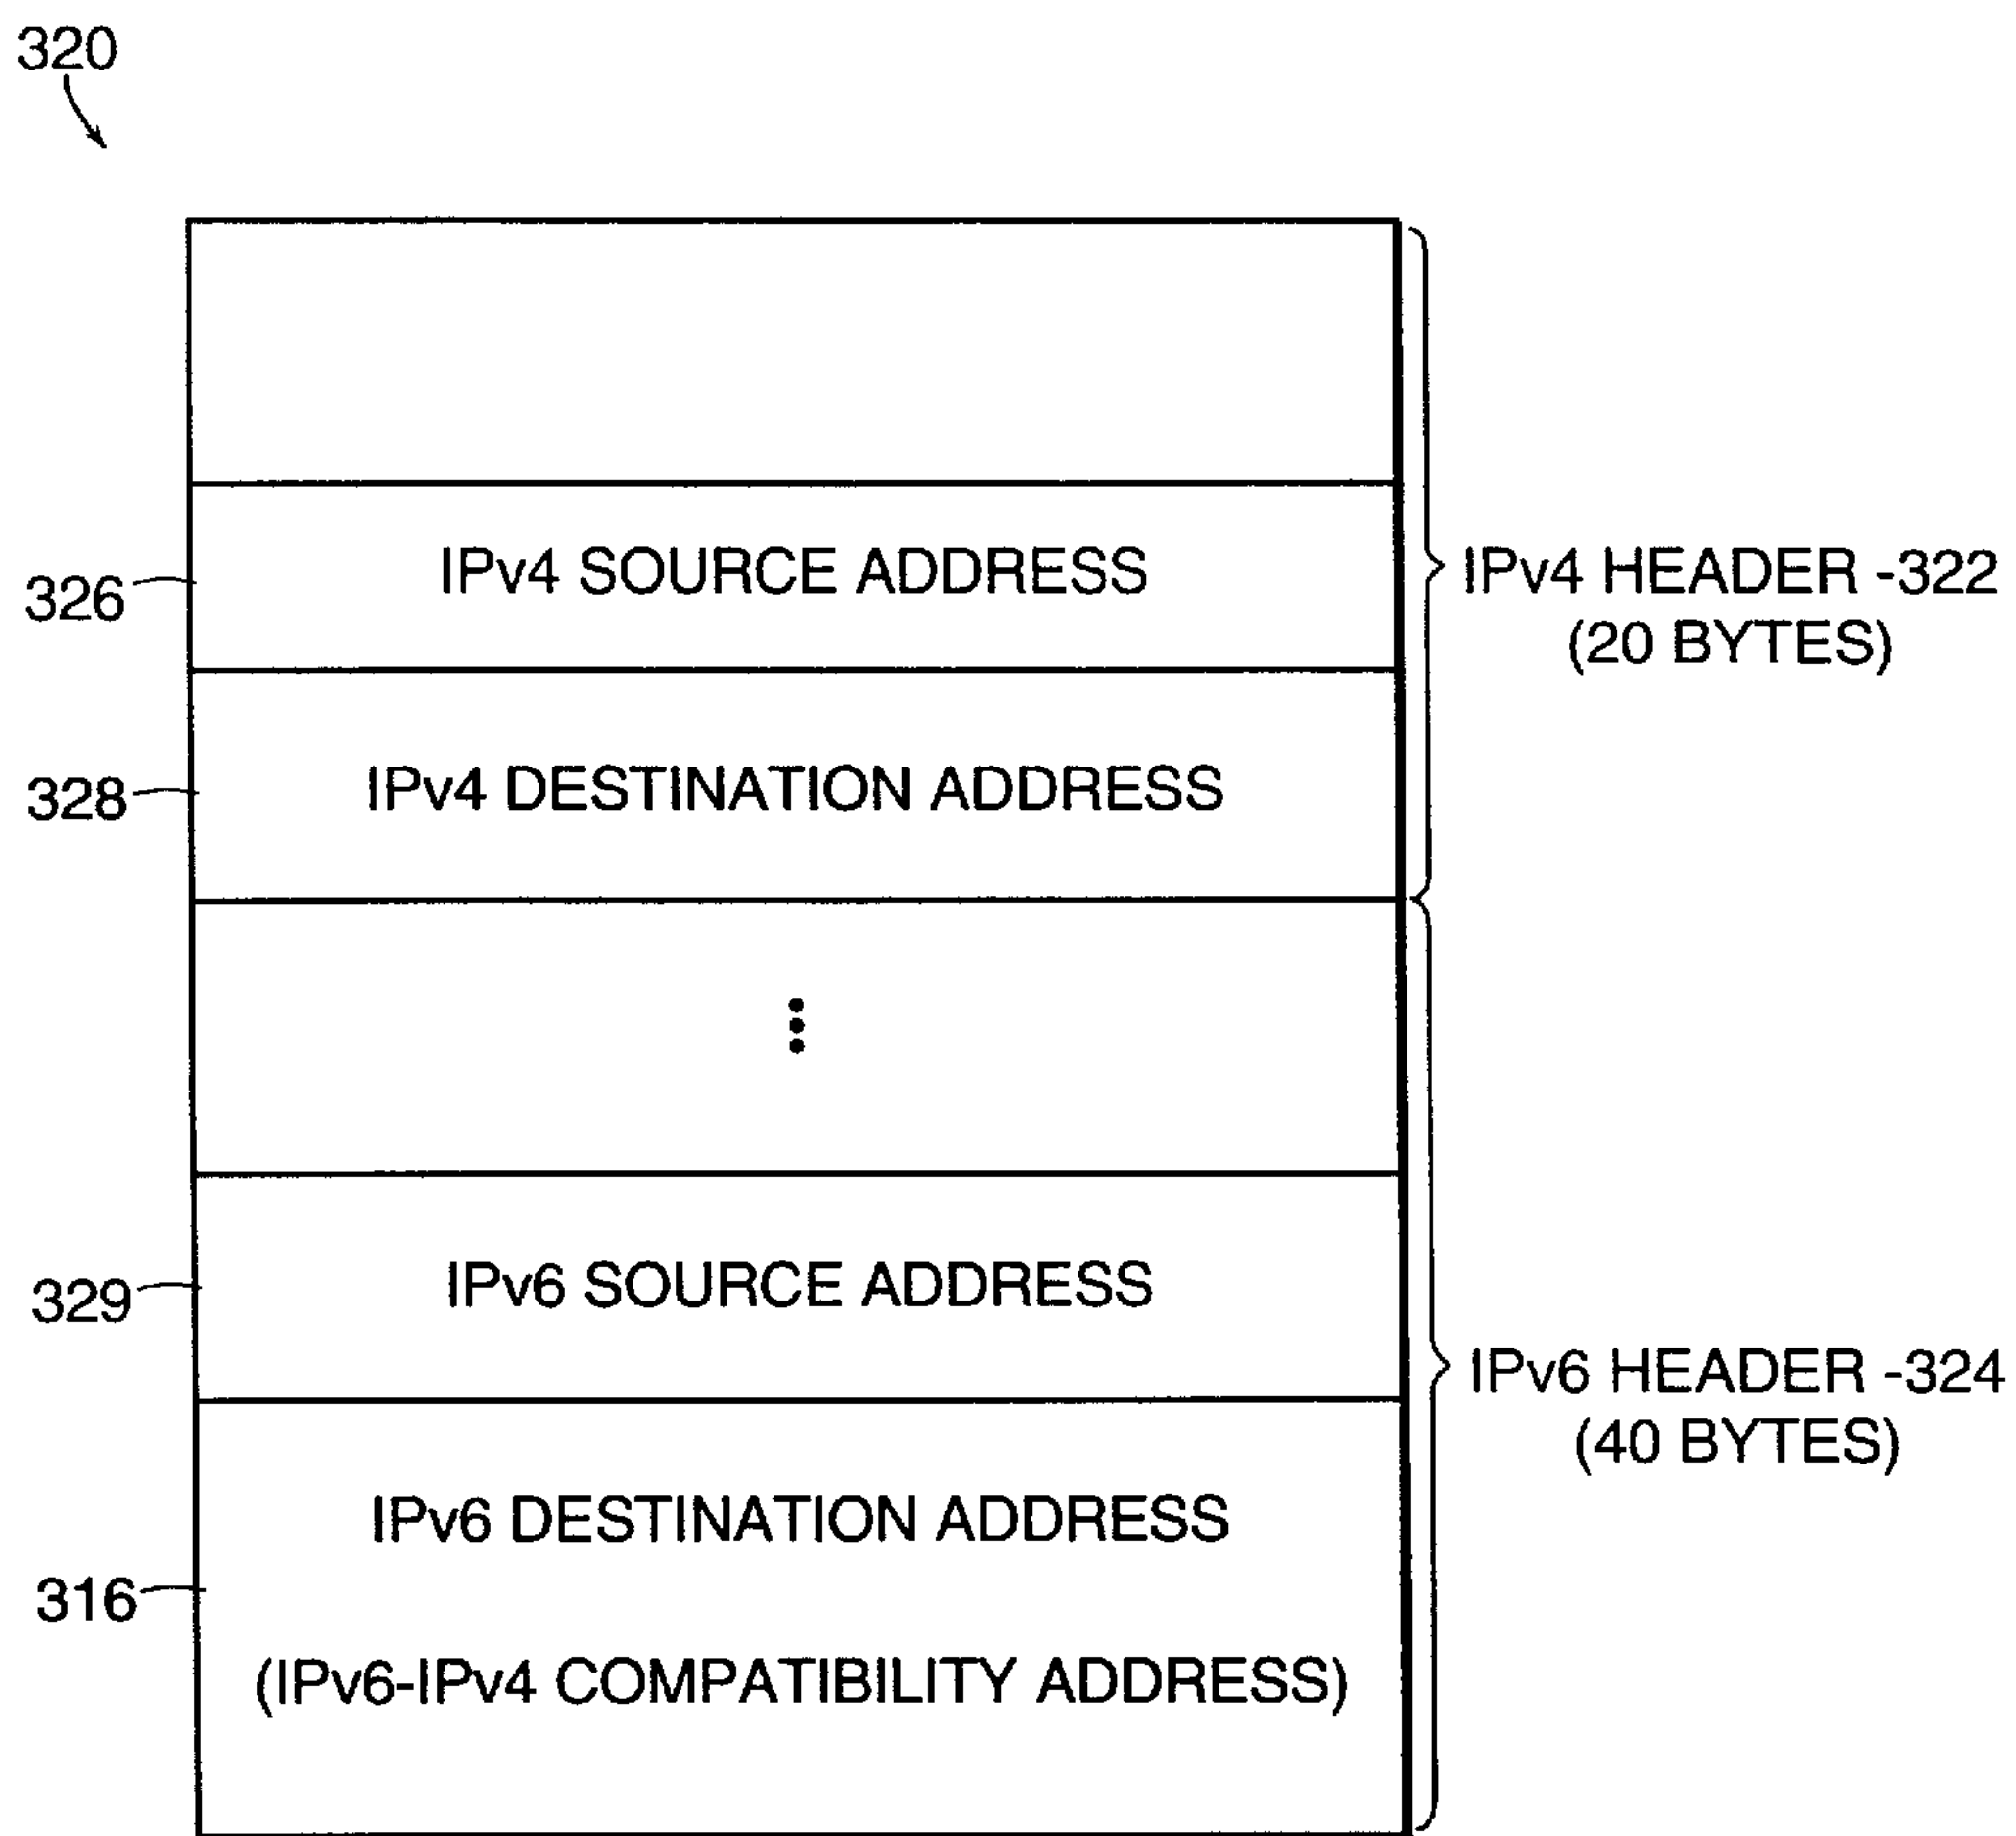 320
326
IPv4 SOURCE ADDRESS
IPv4 HEADER -322
(20 BYTES)
328
IPv4 DESTINATION ADDRESS
329
IPv6 SOURCE ADDRESS
IPv6 HEADER -324
(40 BYTES)
IPv6 DESTINATION ADDRESS
316
(IPv6-IPv4 COMPATIBILITY ADDRESS)